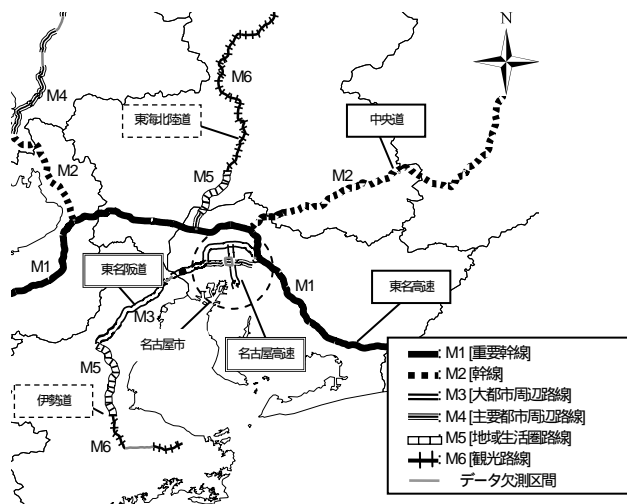 N
M6
M4
東海北陸道
中央道
M2
M5
M2
M1
東名阪道
M1
東名高速
M3
名古屋市
名古屋高速
M5
伊勢道
M6
M1 [重要幹線]
M2 [幹線]
M3 [大都市周辺路線]
M4 [主要都市周辺路線]
M5 [地域生活圏路線]
M6 [観光路線]
データ欠測区間